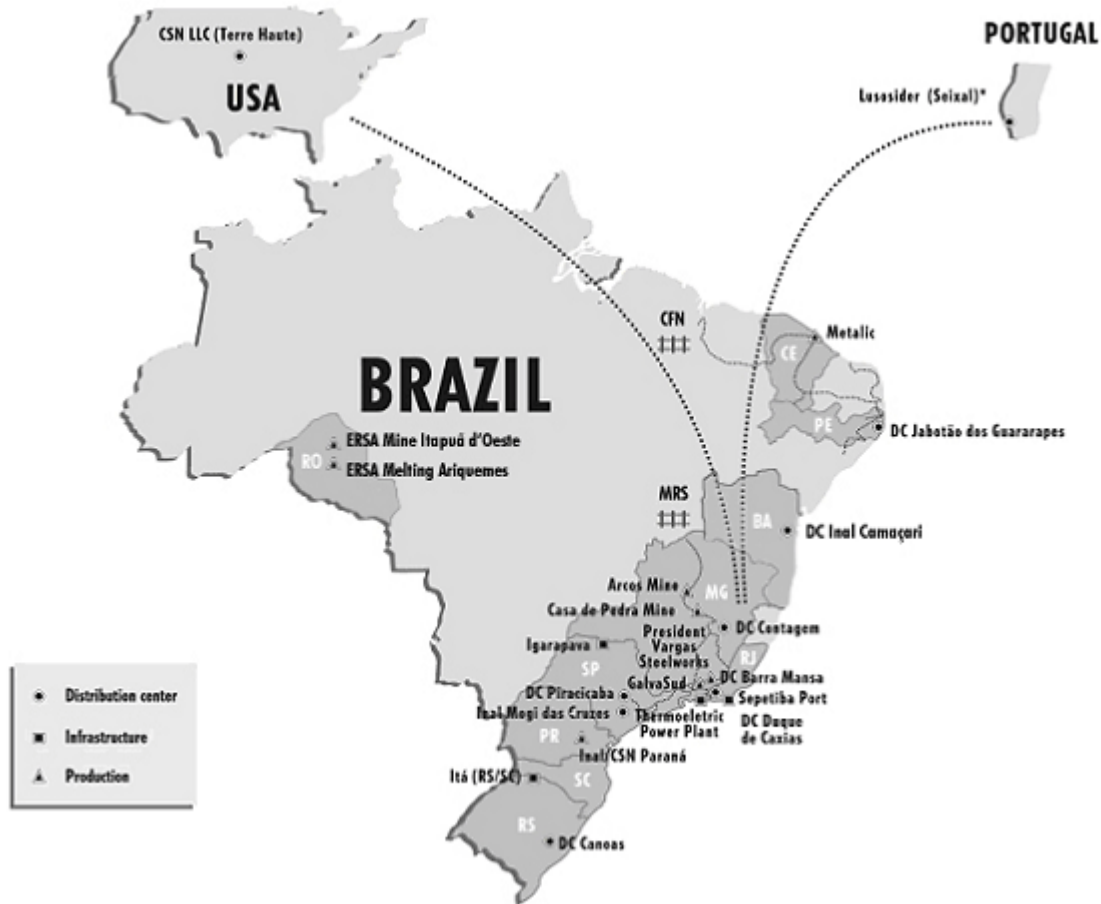 CSN LLC (Terre Haute)
USA
PORTUGAL
Lusosider (Seixal)*
CFN
Metalic
CE
BRAZIL
PE
DC Jabotão dos Guararapes
ERSA Mine Itapuã d'Oeste
RO
ERSA Melting Ariquemes
MRS
BA
DC Inal Camaçari
Arcos Mine
MG
Casa de Pedra Mine
President
Vargas
Steelworks
DC Contagem
Igarapava
RJ
SP
GalvaSud
DC Barra Mansa
DC Piracicaba
Sepetiba Port
Inal Mogi das Cruzes
Thermoeletric
Power Plant
DC Duque
de Caxias
PR
Inal/CSN Paraná
Itá (RS/SC)
SC
RS
DC Canoas
Distribution center
Infrastructure
Production